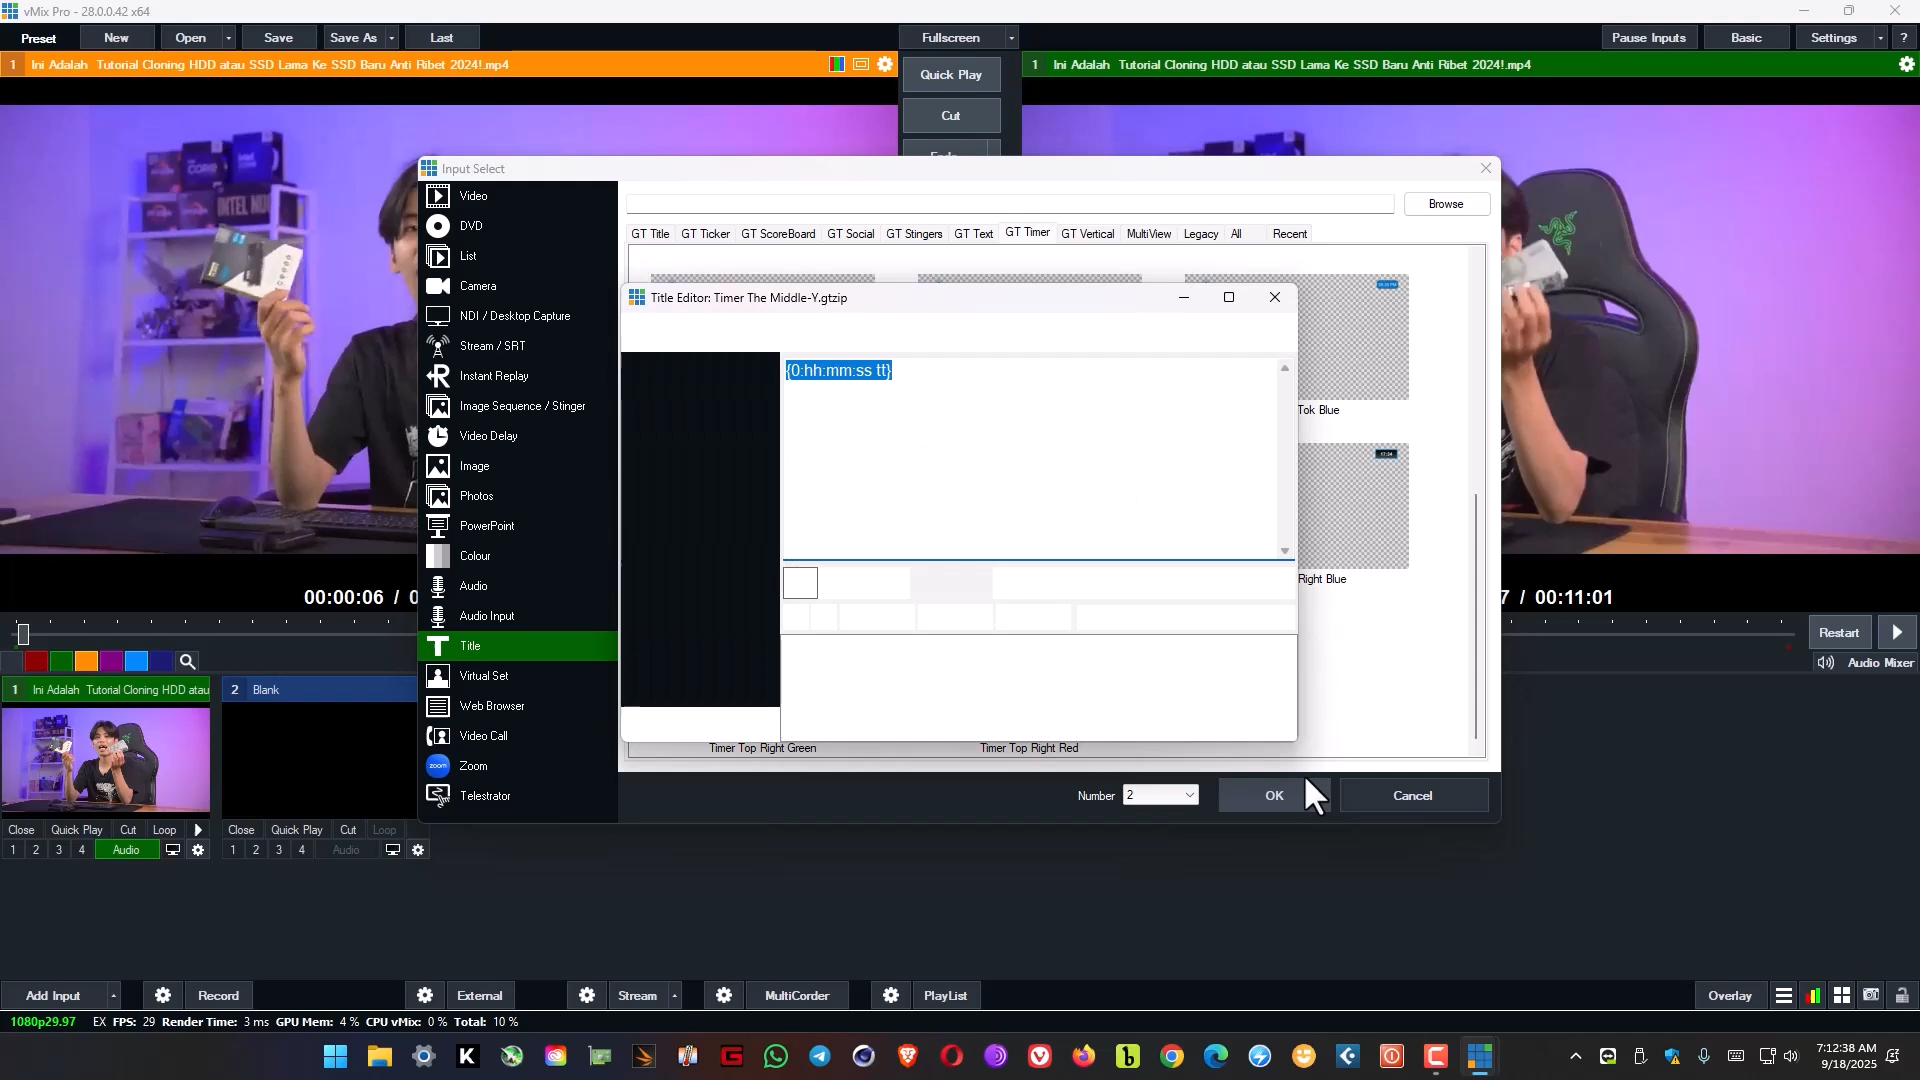 vMix Pro - 28.0.0.42 x64
Preset New Open Save Save As Last Fullscreen Pause Inputs Basic Settings ?
1 Ini Adalah Tutorial Cloning HDD atau SSD Lama Ke SSD Baru Anti Ribet 2024!.mp4
Quick Play
1 Ini Adalah Tutorial Cloning HDD atau SSD Lama Ke SSD Baru Anti Ribet 2024!.mp4
Cut
Input Select
Video
DVD
List
Camera
NDI / Desktop Capture
Stream / SRT
Instant Replay
Image Sequence / Stinger
Video Delay
Image
Photos
PowerPoint
Colour
Audio
Audio Input
Title
Virtual Set
Web Browser
Video Call
Zoom
Telestrator
Browse
GT Title GT Ticker GT ScoreBoard GT Social GT Stingers GT Text GT Timer GT Vertical MultiView Legacy All Recent
Title Editor: Timer The Middle-Y.gtzip
{0:hh:mm:ss tt}
Tok Blue
17:34
Right Blue
Timer Top Right Green Timer Top Right Red
Number 2 OK Cancel
00:00:06 / 0
7 / 00:11:01
Restart
Audio Mixer
1 Ini Adalah Tutorial Cloning HDD atau
2 Blank
INTEL NU
Close Quick Play Cut Loop
Close Quick Play Cut Loop
1 2 3 4 Audio
1 2 3 4 Audio
Add Input Record External Stream MultiCorder PlayList Overlay
1080p29.97 EX FPS: 29 Render Time: 3 ms GPU Mem: 4 % CPU vMix: 0 % Total: 10 %
zoom
7:12:38 AM
9/18/2025